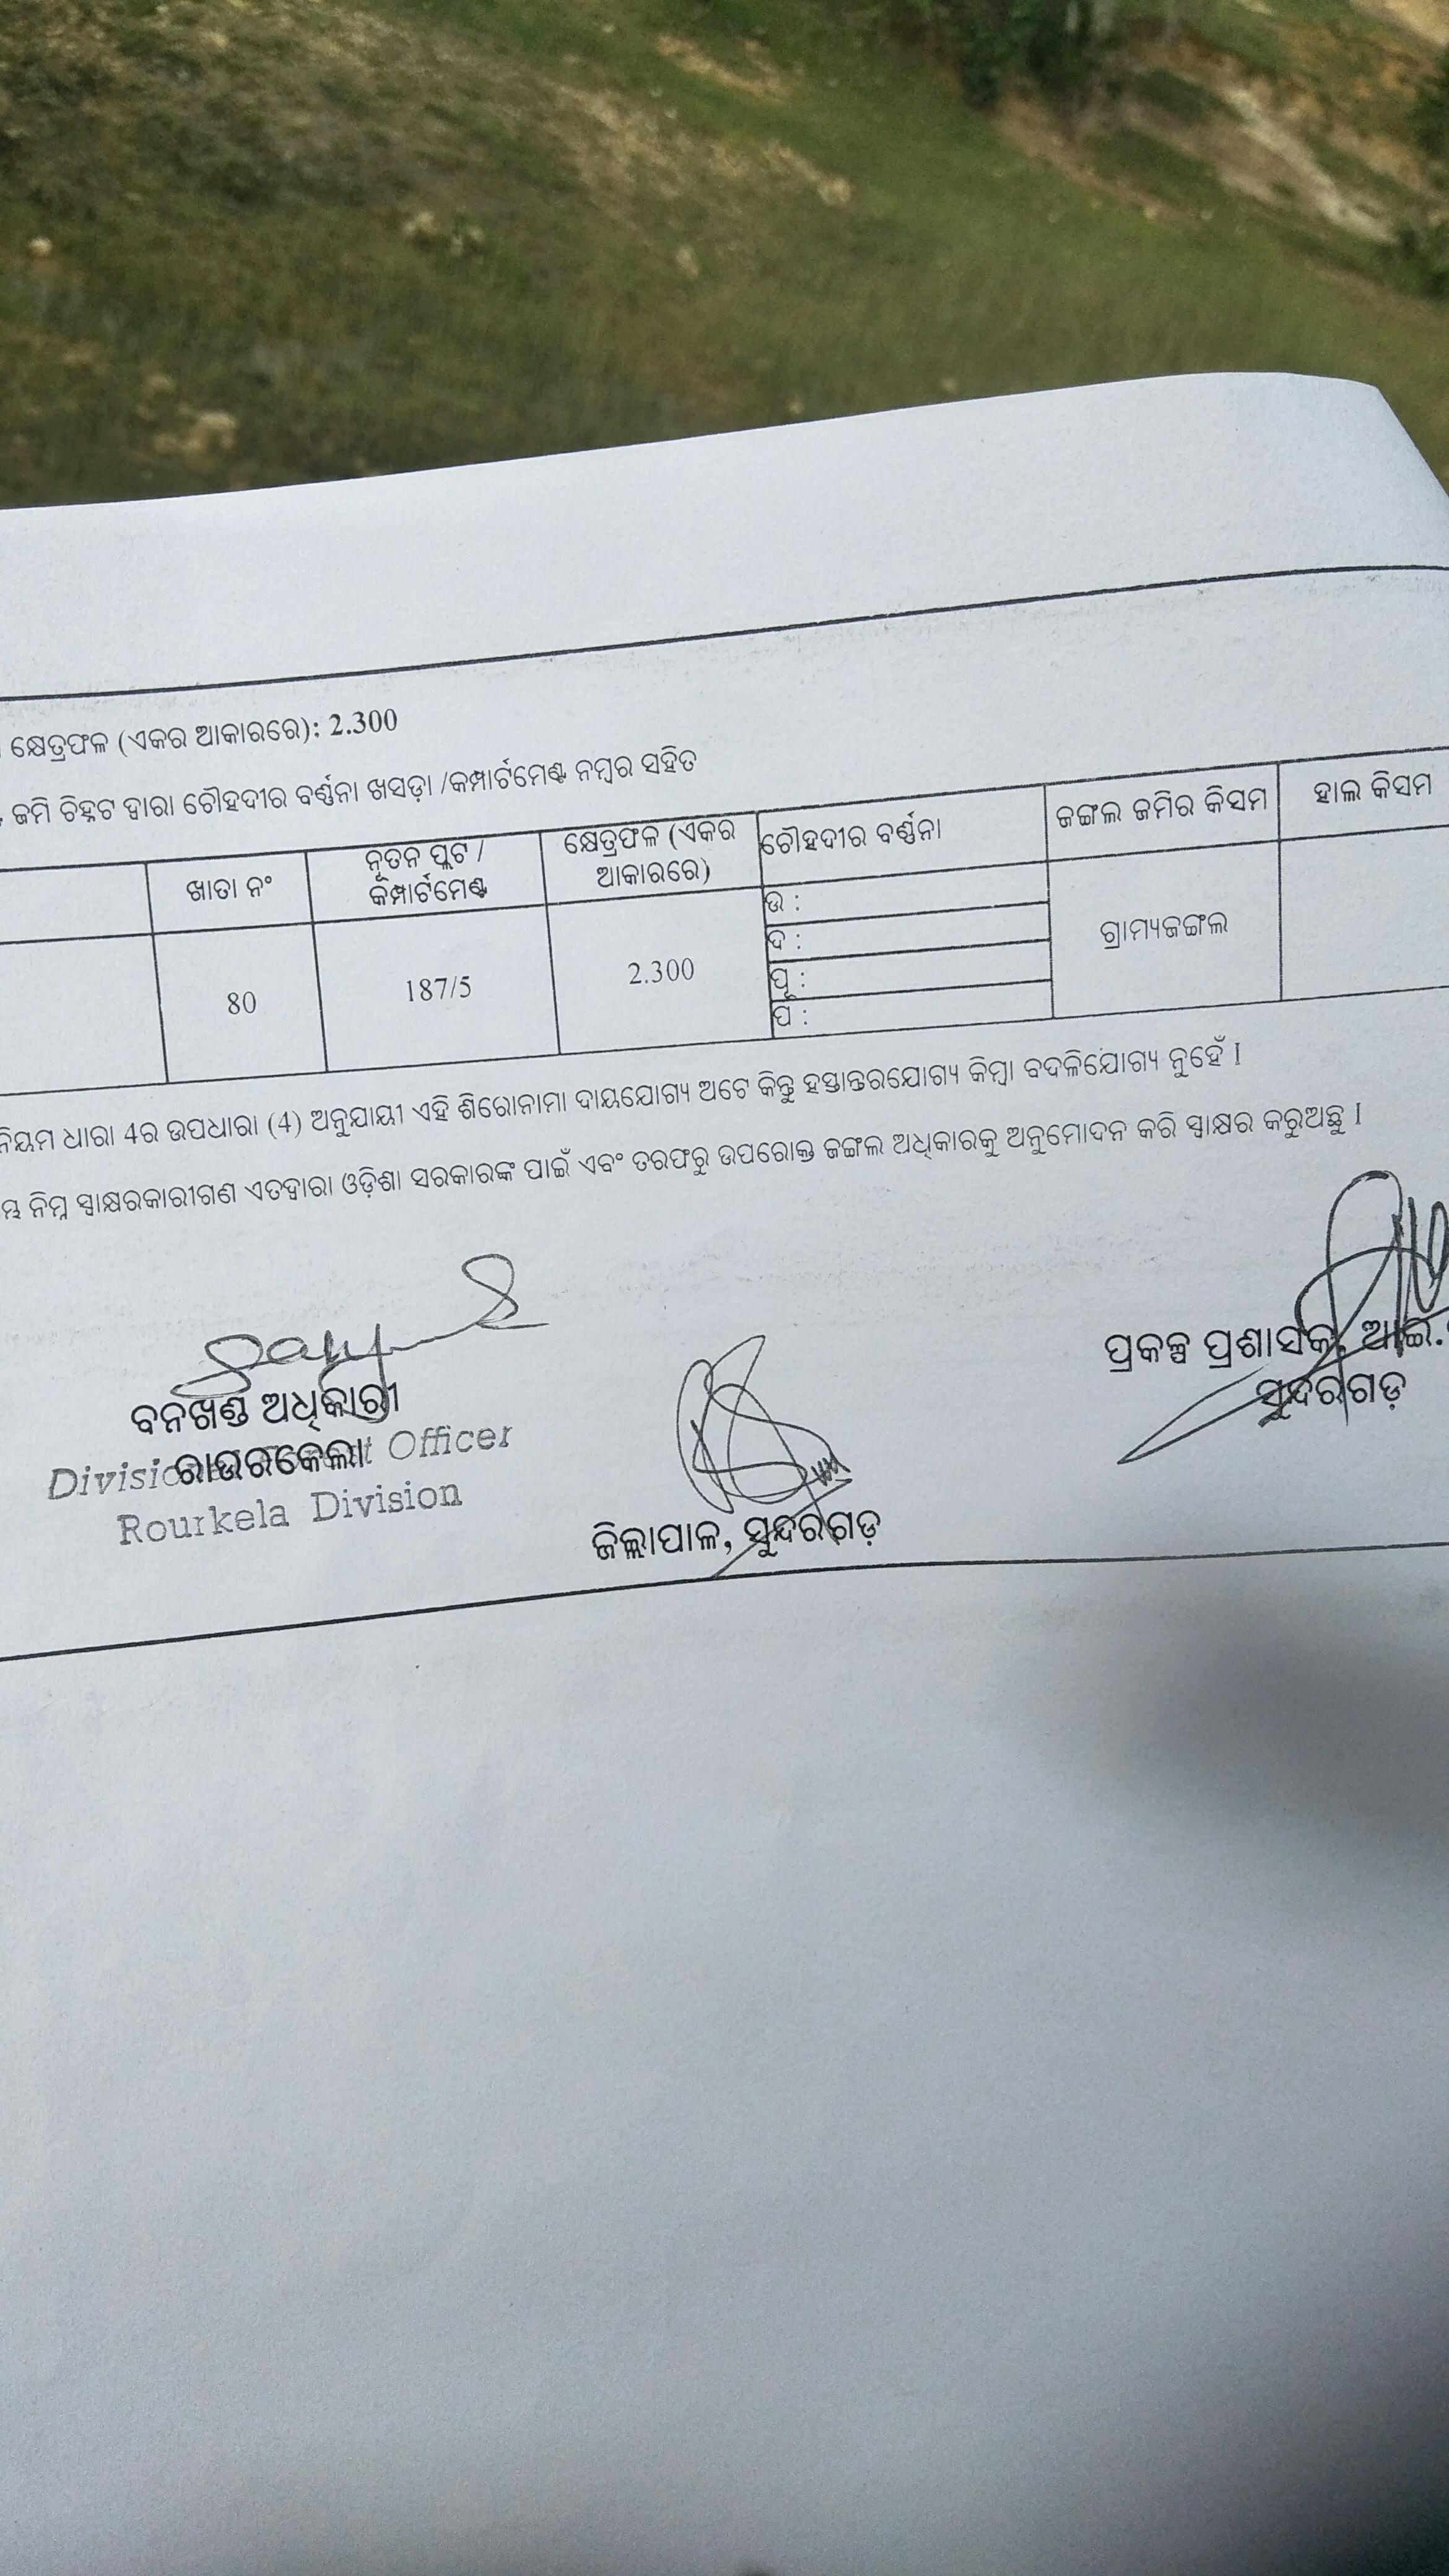 କ୍ଷେତ୍ରଫଳ (ଏକର ଆକାରରେ): 2.300
ଜମି ଚିହ୍ନଟ ଦ୍ୱାରା ଚୌହଦୀର ବର୍ଣ୍ଣନା ଖସଡ଼ା /କମ୍ପାର୍ଟମେଣ୍ଟ ନମ୍ବର ସହିତ
ଖାତା ନଂ
ନୂତନ ପ୍ଲଟ /
କମ୍ପାର୍ଟମେଣ୍ଟ
କ୍ଷେତ୍ରଫଳ (ଏକର
ଆକାରରେ)
ଚୌହଦୀର ବର୍ଣ୍ଣନା
ଜଙ୍ଗଲ ଜମିର କିସମ
ହାଲ କିସମ
80
187/5
2.300
ଉ :
ଦ :
ପୂ :
ପ :
ଗ୍ରାମ୍ୟଜଙ୍ଗଲ
ନିୟମ ଧାରା 4ର ଉପଧାରା (4) ଅନୁଯାୟୀ ଏହି ଶିରୋନାମା ଦାୟଯୋଗ୍ୟ ଅଟେ କିନ୍ତୁ ହସ୍ତାନ୍ତରଯୋଗ୍ୟ କିମ୍ବା ବଦଳିଯୋଗ୍ୟ ନୁହେଁ I
ନିମ୍ନ ସ୍ୱାକ୍ଷରକାରୀଗଣ ଏତଦ୍ୱାରା ଓଡ଼ିଶା ସରକାରଙ୍କ ପାଇଁ ଏବଂ ତରଫରୁ ଉପରୋକ୍ତ ଜଙ୍ଗଲ ଅଧିକାରକୁ ଅନୁମୋଦନ କରି ସ୍ୱାକ୍ଷର କରୁଅଛୁ I
ବନଖଣ୍ଡ ଅଧିକାରୀ
ରାଉରକେଲା
Officer
Rourkela Division
ଜିଲ୍ଲାପାଳ, ସୁନ୍ଦରଗଡ଼
ପ୍ରକଳ୍ପ ପ୍ରଶାସକ, ଆଇ.
ସୁନ୍ଦରଗଡ଼